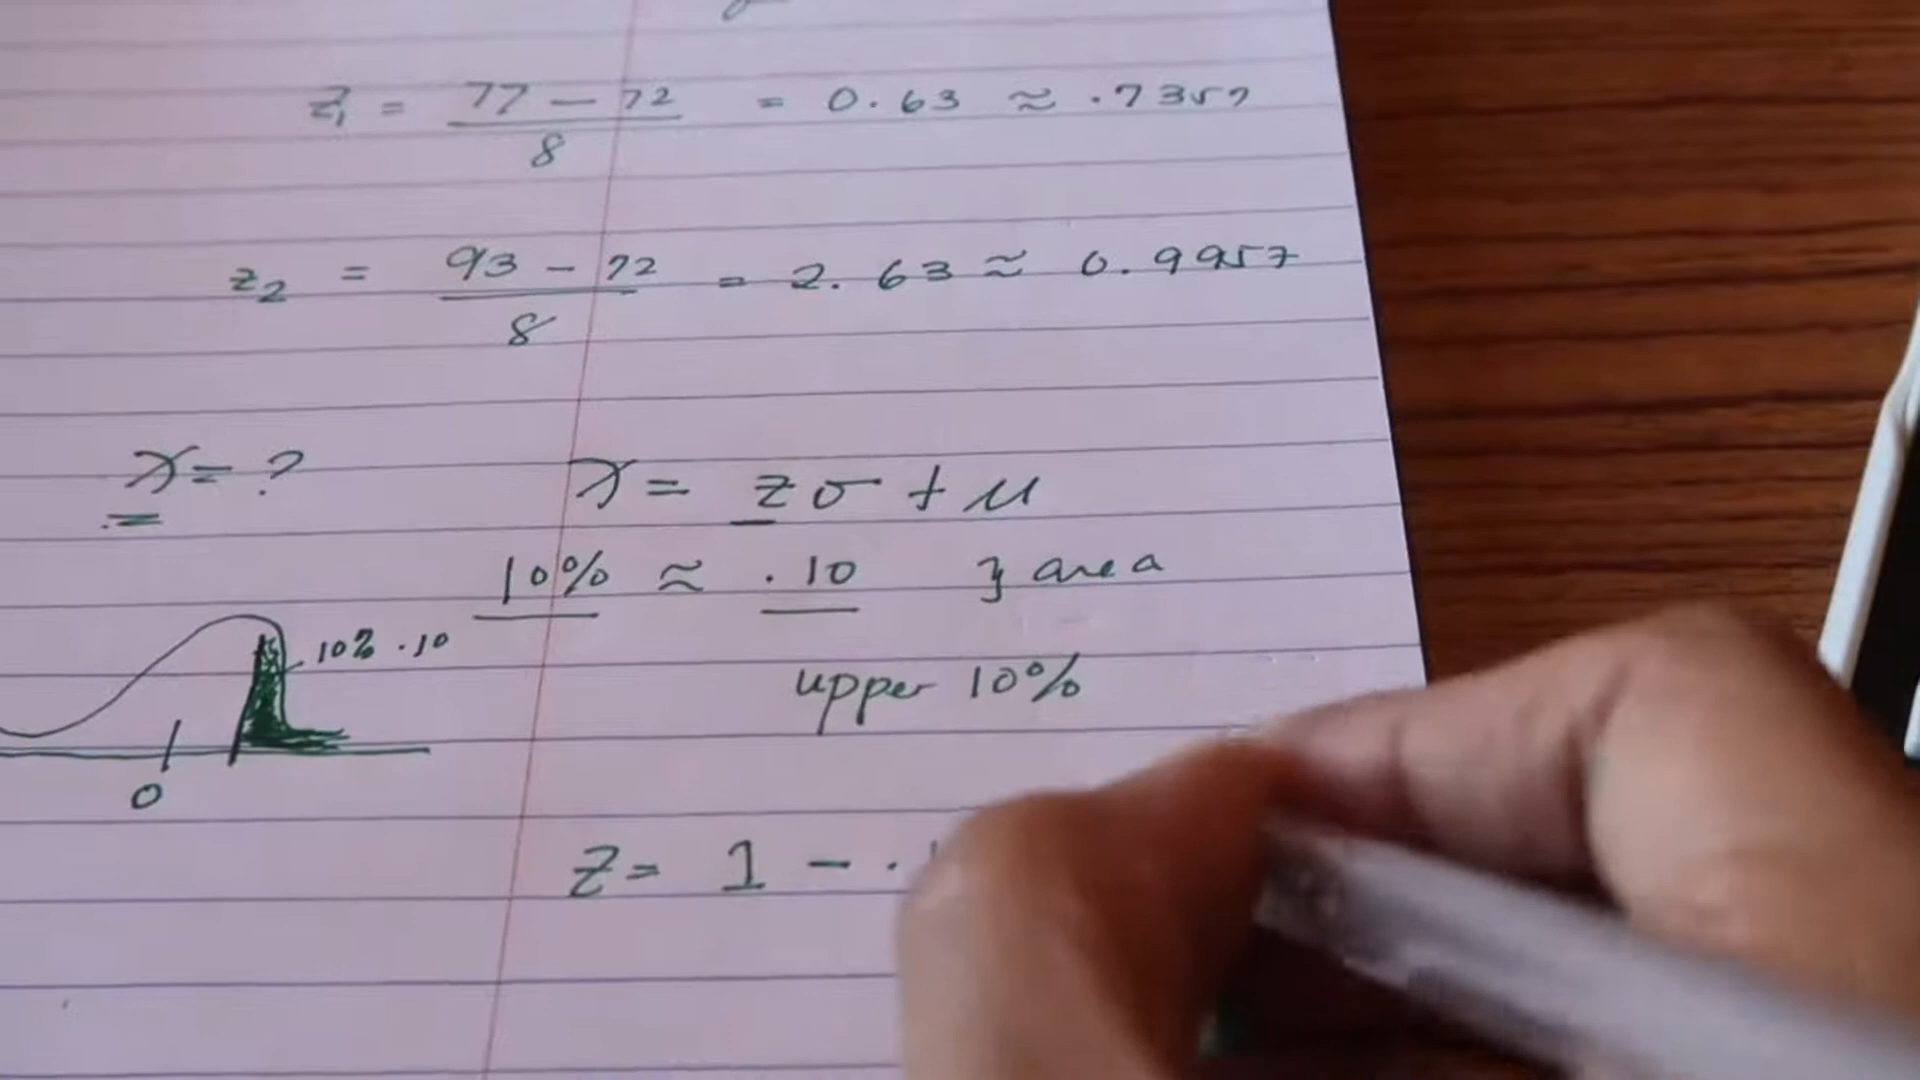 z₁ = 77 - 72 / 8 = 0.63 ≈ .7357
z₂ = 93 - 72 / 8 = 2.63 ≈ 0.9957
x = ?
x = zσ + μ
10% ≈ .10 } area
10% .10
upper 10%
0
z = 1 - .1